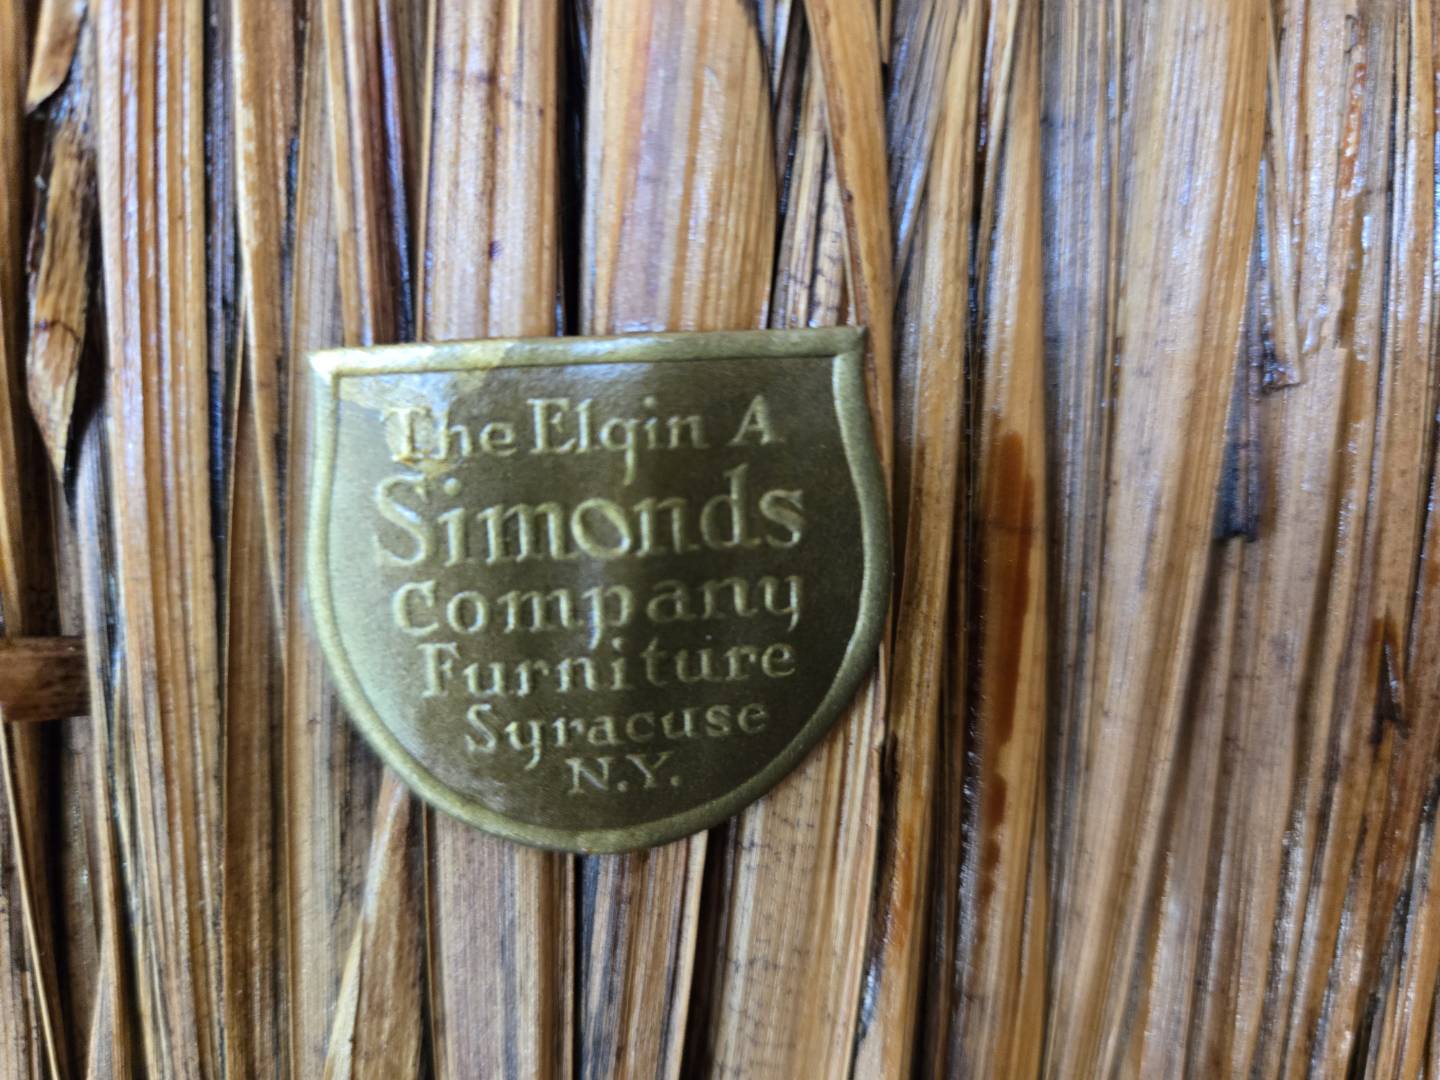 The Elgin A
Simonds
Company
Furniture
Syracuse
N.Y.